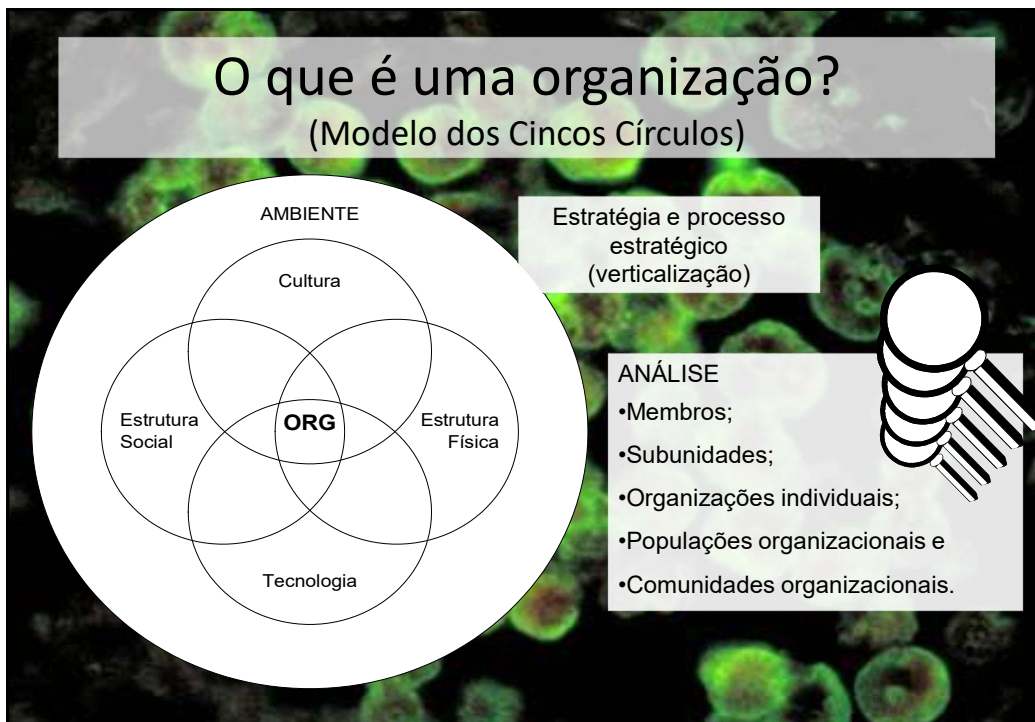 O que é uma organização?
(Modelo dos Cincos Círculos)
AMBIENTE
Cultura
Estrutura
Social
ORG
Estrutura
Física
Tecnologia
Estratégia e processo
estratégico
(verticalização)
ANÁLISE
•Membros;
•Subunidades;
•Organizações individuais;
•Populações organizacionais e
•Comunidades organizacionais.